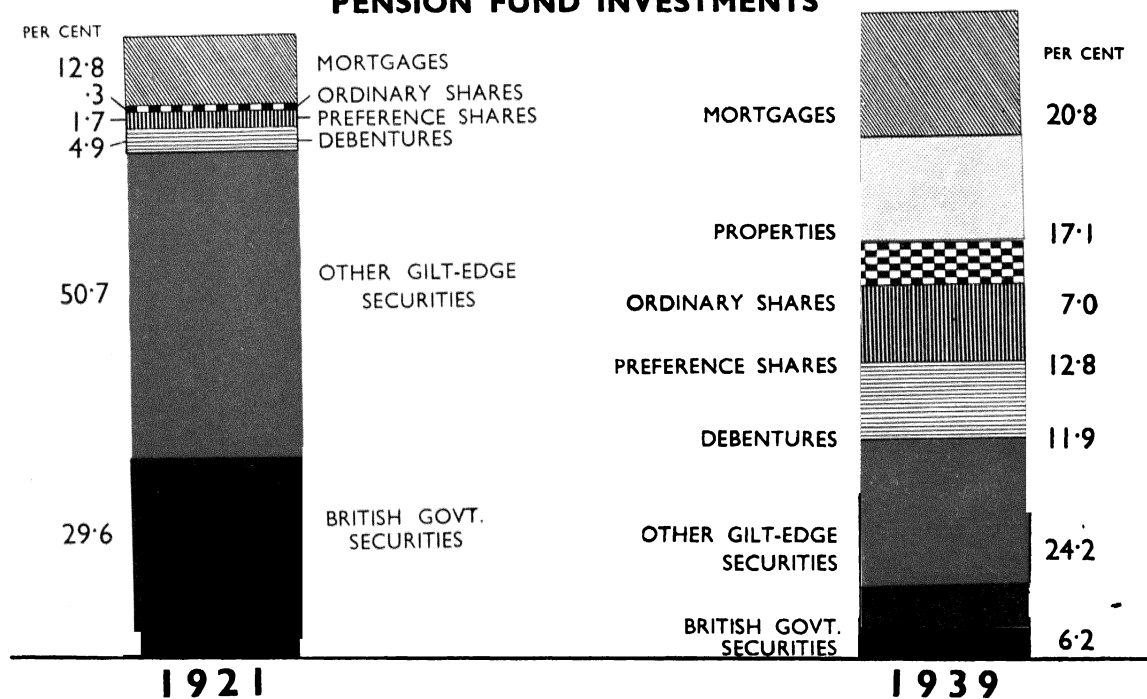 PENSION FUND INVESTMENTS
PER CENT
12·8 MORTGAGES
·3 ORDINARY SHARES
1·7 PREFERENCE SHARES
4·9 DEBENTURES
50·7 OTHER GILT-EDGE
SECURITIES
29·6 BRITISH GOVT.
SECURITIES
1921
PER CENT
MORTGAGES 20·8
PROPERTIES 17·1
ORDINARY SHARES 7·0
PREFERENCE SHARES 12·8
DEBENTURES 11·9
OTHER GILT-EDGE
SECURITIES 24·2
BRITISH GOVT.
SECURITIES 6·2
1939